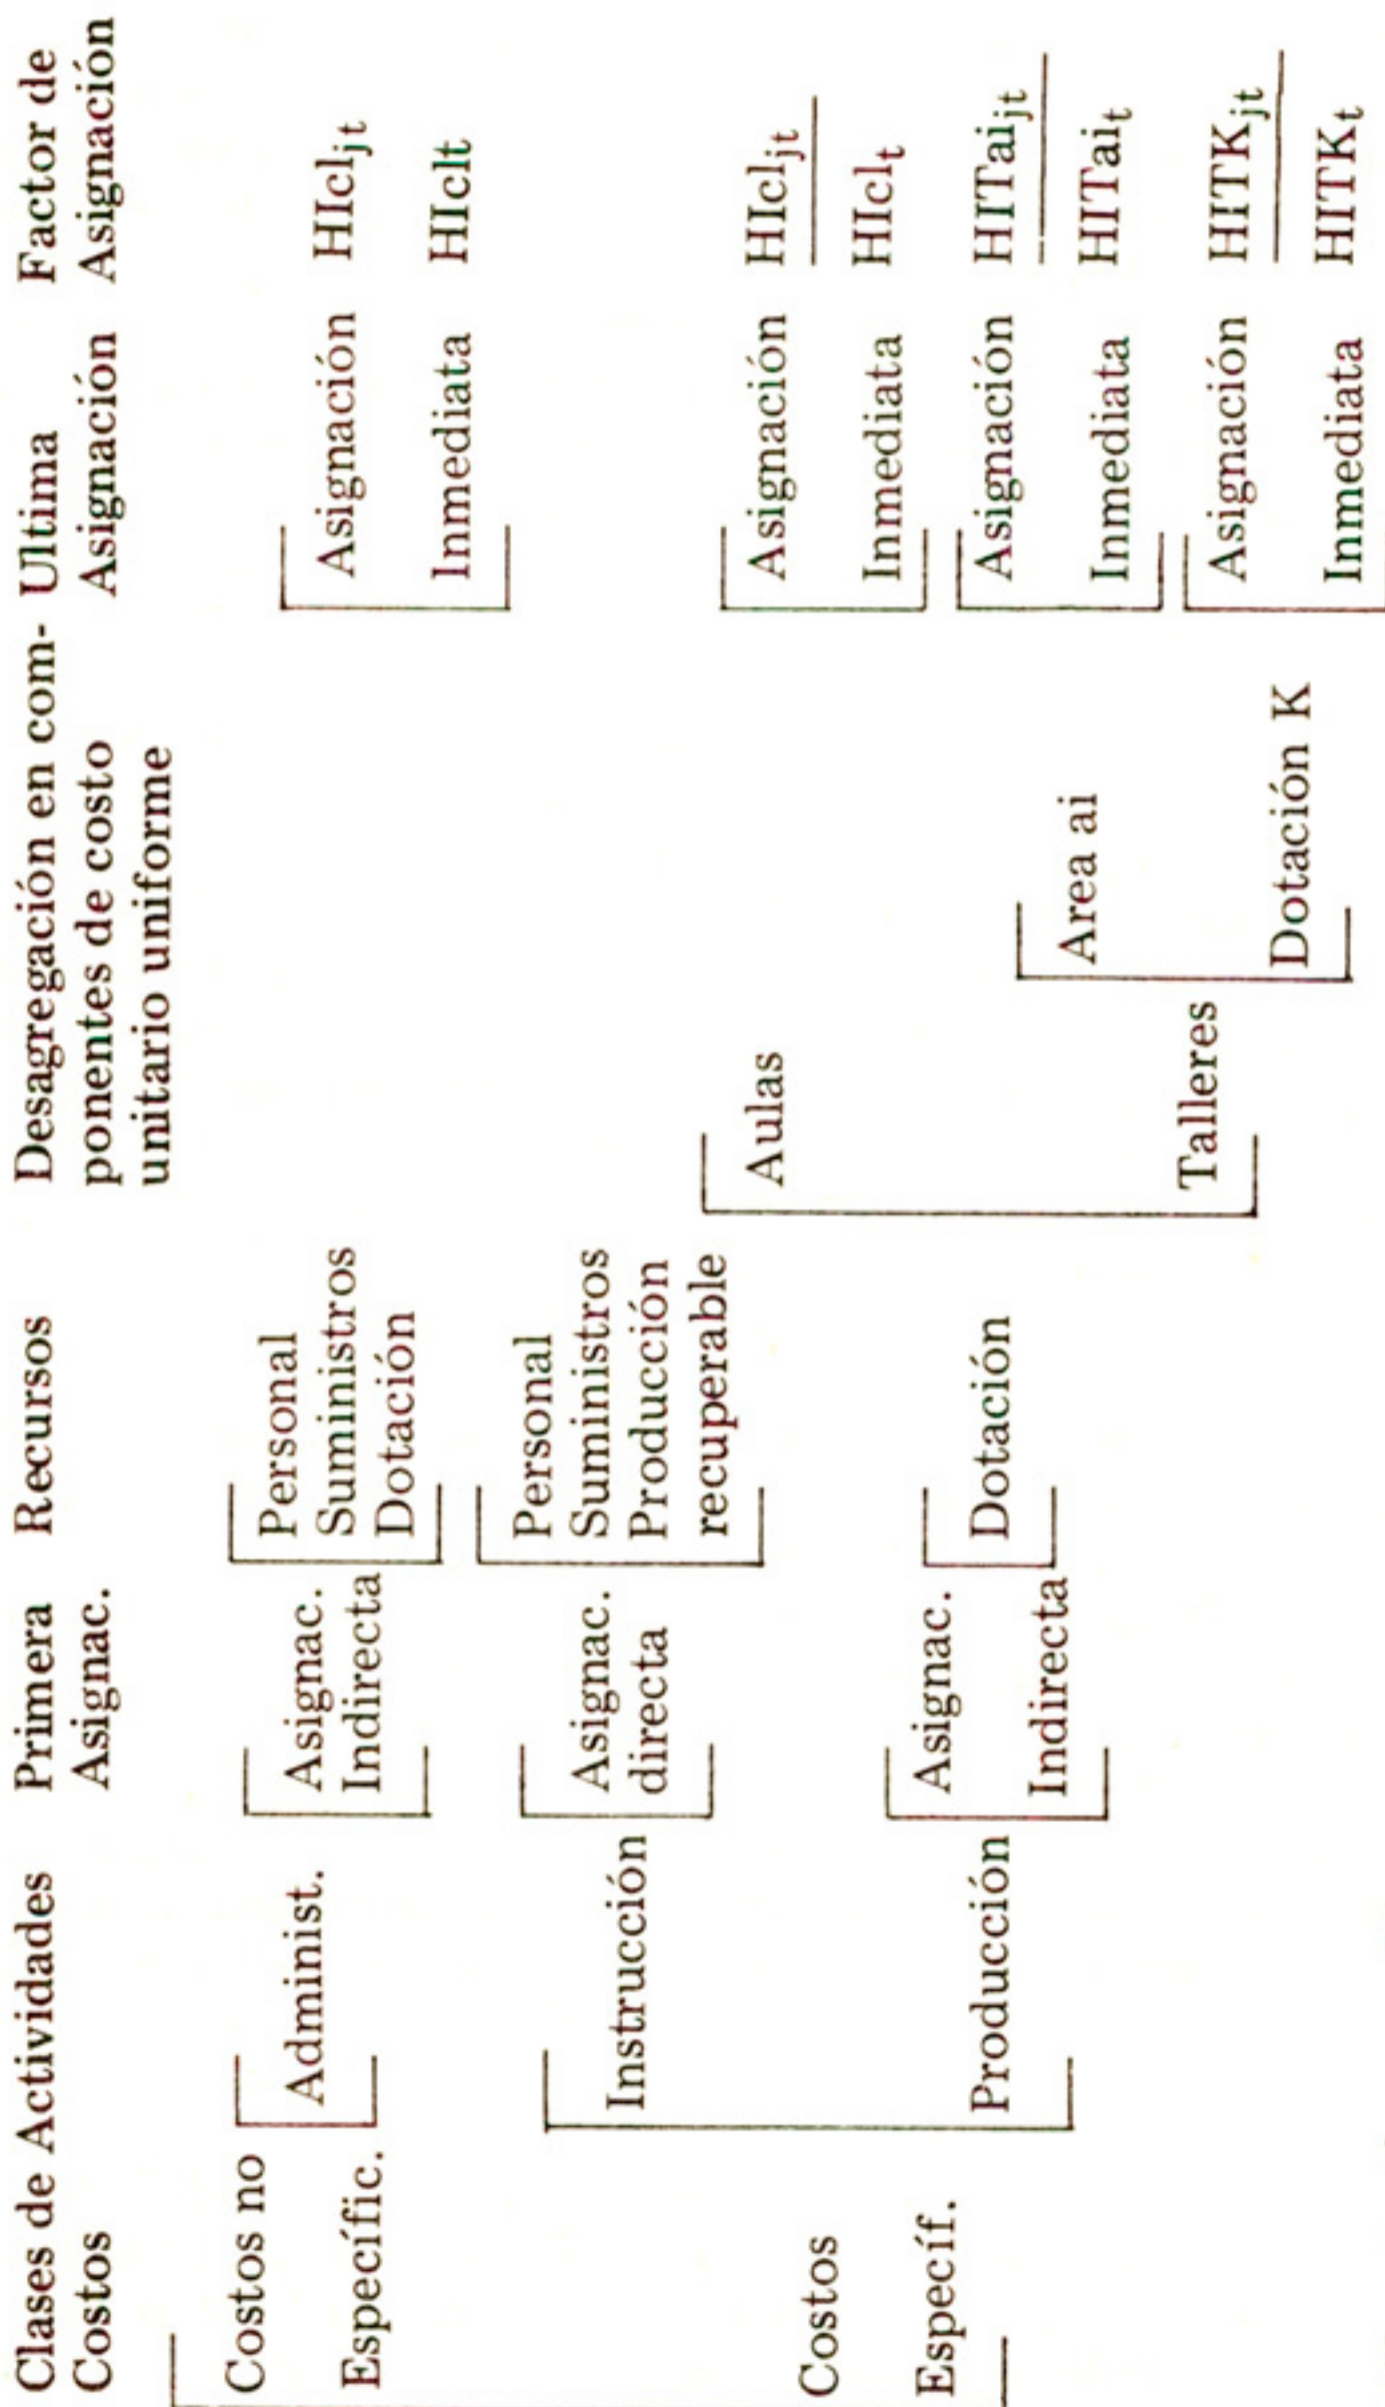 Clases de Actividades
Costos
Primera
Asignac.
Recursos
Desagregación en com-
ponentes de costo
unitario uniforme
Ultima
Asignación
Factor de
Asignación
Costos no
Específic.
Administ.
Asignac.
Indirecta
Personal
Suministros
Dotación
Asignación
Inmediata
HIcljt
HIclt
Costos
Específ.
Instrucción
Asignac.
directa
Personal
Suministros
Producción
recuperable
Aulas
Asignación
Inmediata
HIcljt
HIclt
Producción
Asignac.
Indirecta
Dotación
Talleres
Area ai
Asignación
Inmediata
HITaijt
HITait
Dotación K
Asignación
Inmediata
HITKjt
HITKt